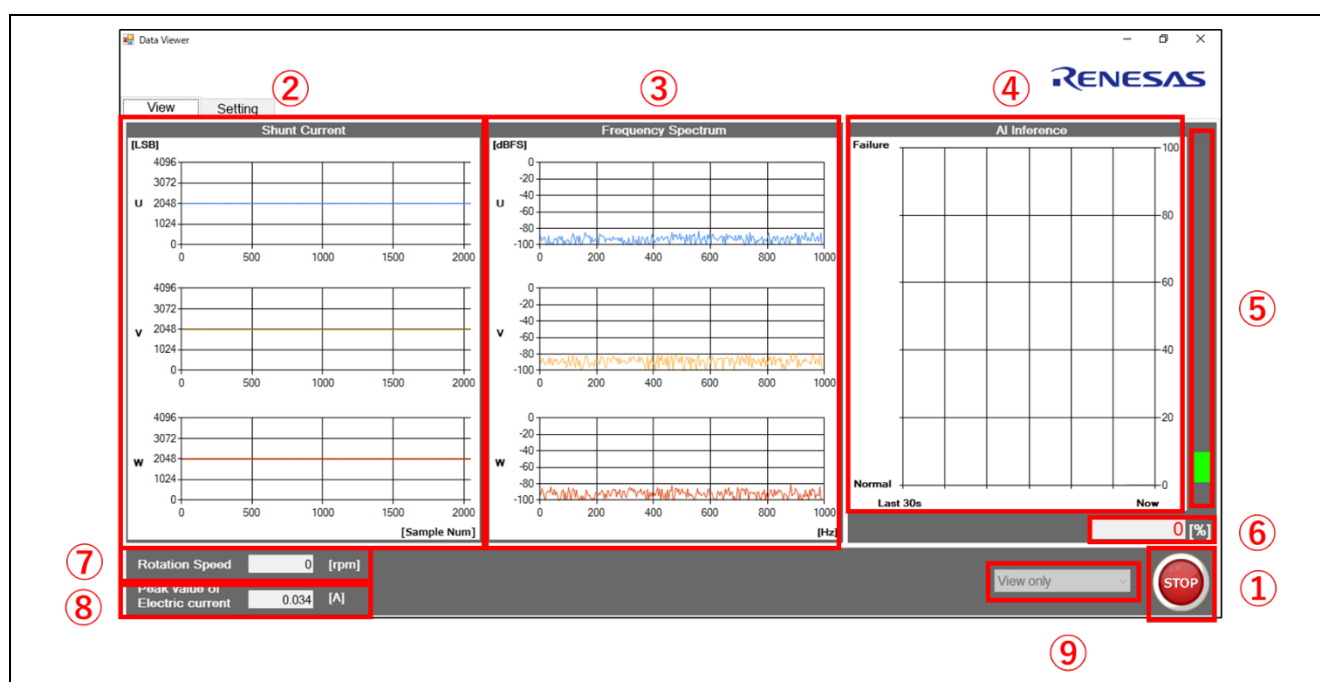 Data Viewer
RENESAS
② ③ ④
View Setting
Shunt Current
[LSB]
4096
3072
U 2048
1024
0
0 500 1000 1500 2000
4096
3072
V 2048
1024
0
0 500 1000 1500 2000
4096
3072
W 2048
1024
0
0 500 1000 1500 2000
[Sample Num]
Frequency Spectrum
[dBFS]
0
-20
-40
U -60
-80
-100
0 200 400 600 800 1000
0
-20
-40
V -60
-80
-100
0 200 400 600 800 1000
0
-20
-40
W -60
-80
-100
0 200 400 600 800 1000
[Hz]
AI Inference
Failure
100
80
60
40
20
Normal 0
Last 30s Now
⑤
0 [%] ⑥
⑦ Rotation Speed 0 [rpm]
⑧ Peak value of
Electric current 0.034 [A]
View only
STOP ①
⑨